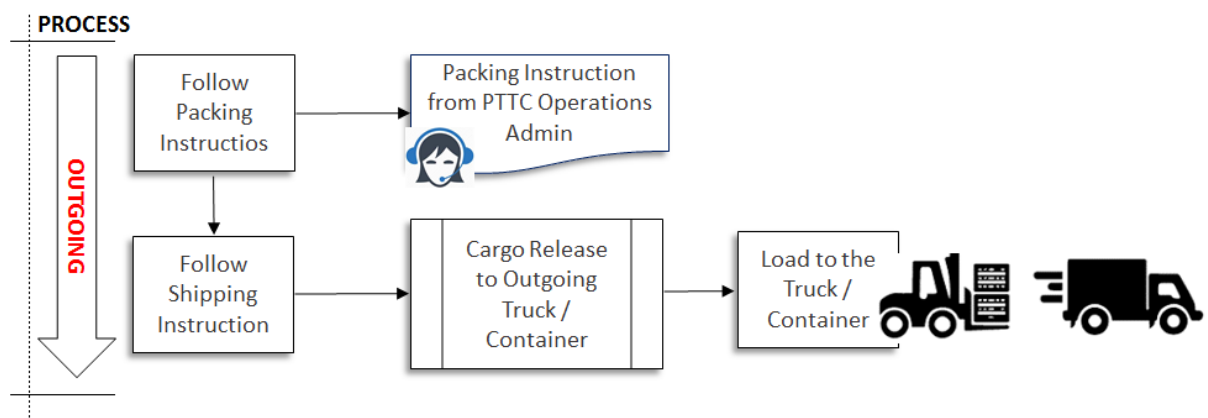 PROCESS
OUTGOING
Follow
Packing
Instructios
Packing Instruction
from PTTC Operations
Admin
Follow
Shipping
Instruction
Cargo Release
to Outgoing
Truck /
Container
Load to the
Truck /
Container